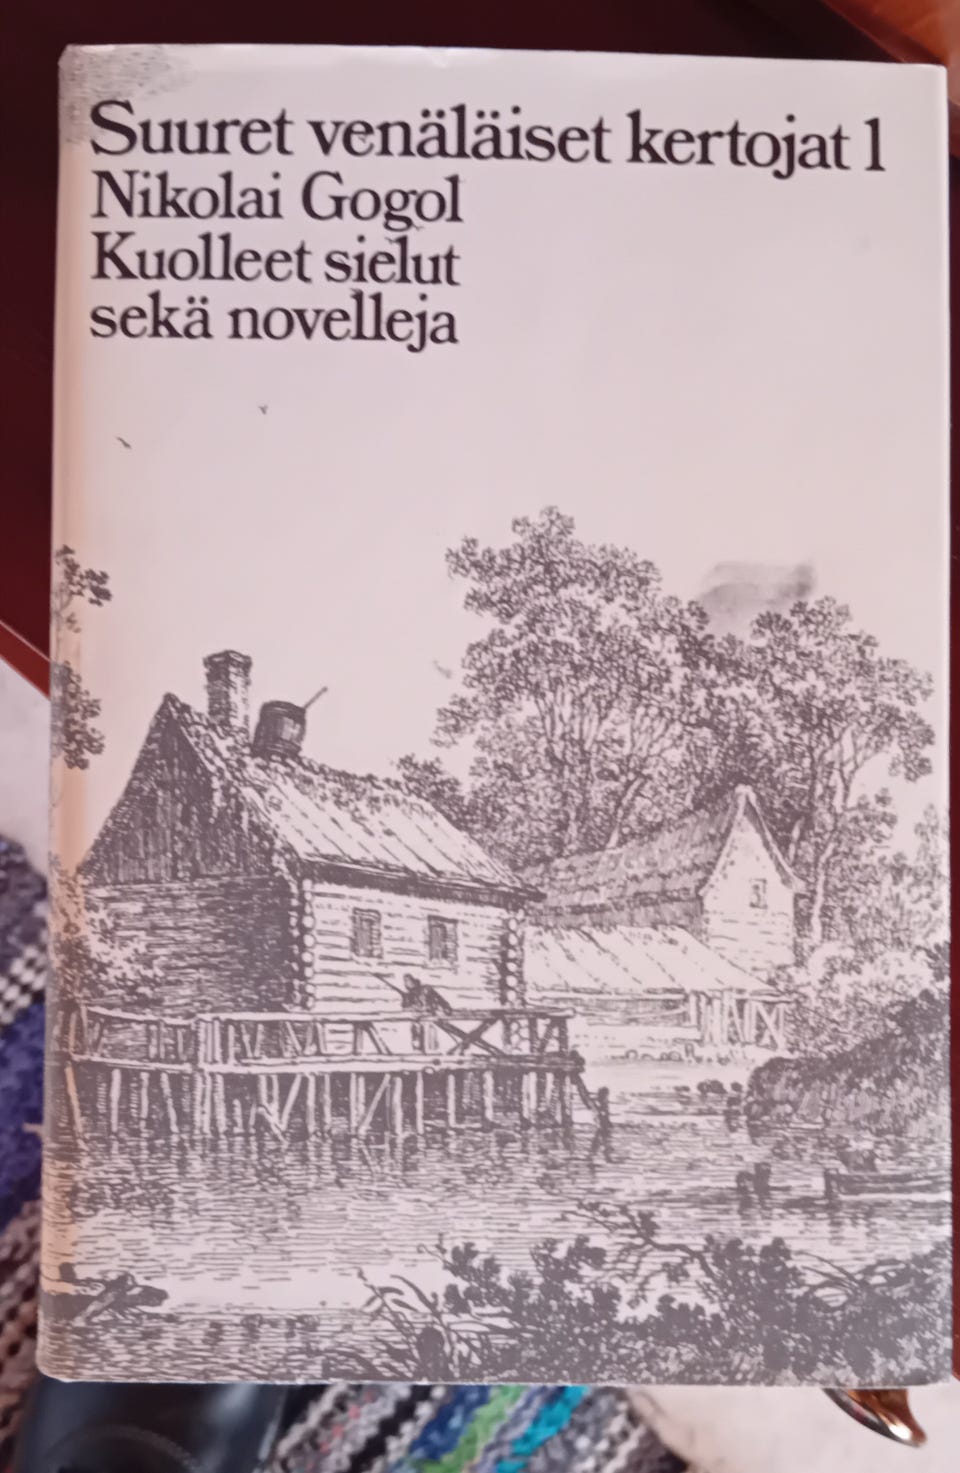 Suuret venäläiset kertojat 1
Nikolai Gogol
Kuolleet sielut
sekä novelleja